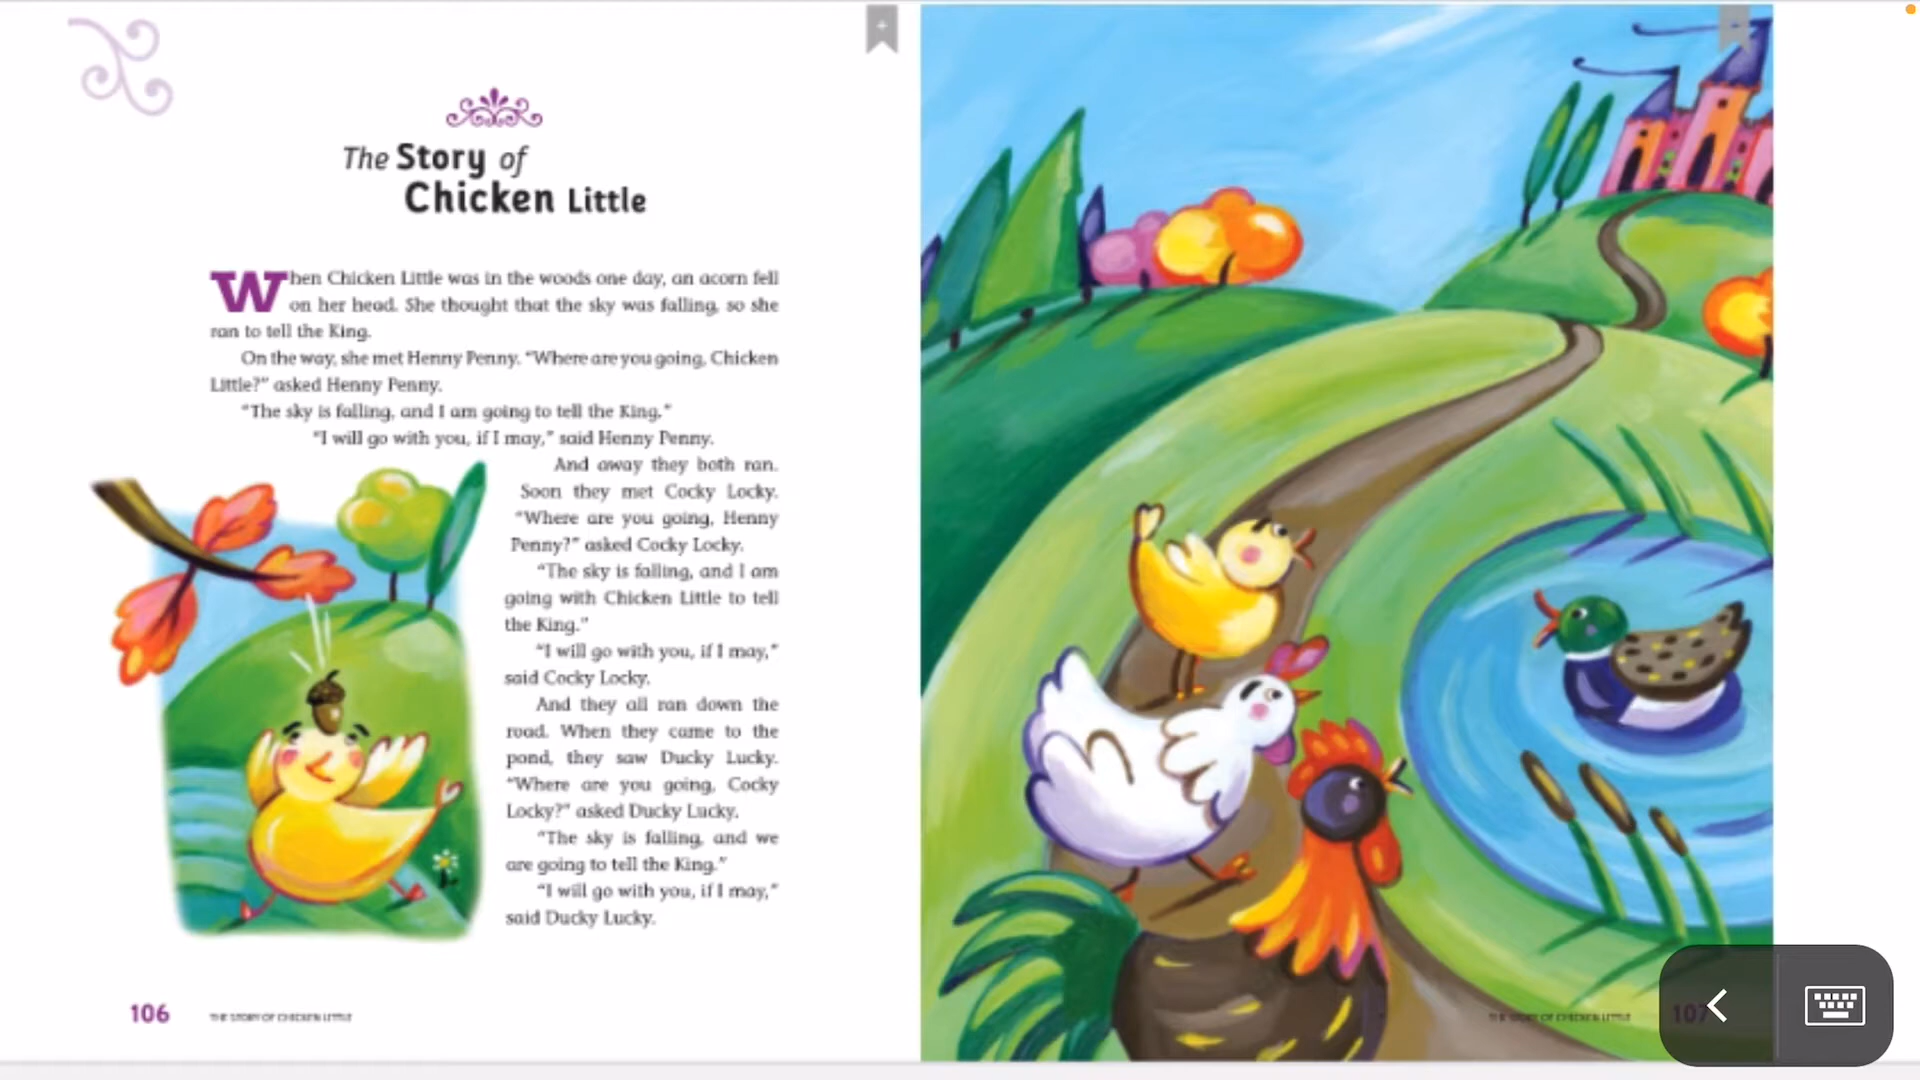 The Story of
Chicken Little
When Chicken Little was in the woods one day, an acorn fell
on her head. She thought that the sky was falling, so she
ran to tell the King.
On the way, she met Henny Penny. “Where are you going, Chicken
Little?” asked Henny Penny.
“The sky is falling, and I am going to tell the King.”
“I will go with you, if I may,” said Henny Penny.
And away they both ran.
Soon they met Cocky Locky.
“Where are you going, Henny
Penny?” asked Cocky Locky.
“The sky is falling, and I am
going with Chicken Little to tell
the King.”
“I will go with you, if I may,”
said Cocky Locky.
And they all ran down the
road. When they came to the
pond, they saw Ducky Lucky.
“Where are you going, Cocky
Locky?” asked Ducky Lucky.
“The sky is falling, and we
are going to tell the King.”
“I will go with you, if I may,”
said Ducky Lucky.
106 THE STORY OF CHICKEN LITTLE
THE STORY OF CHICKEN LITTLE 107